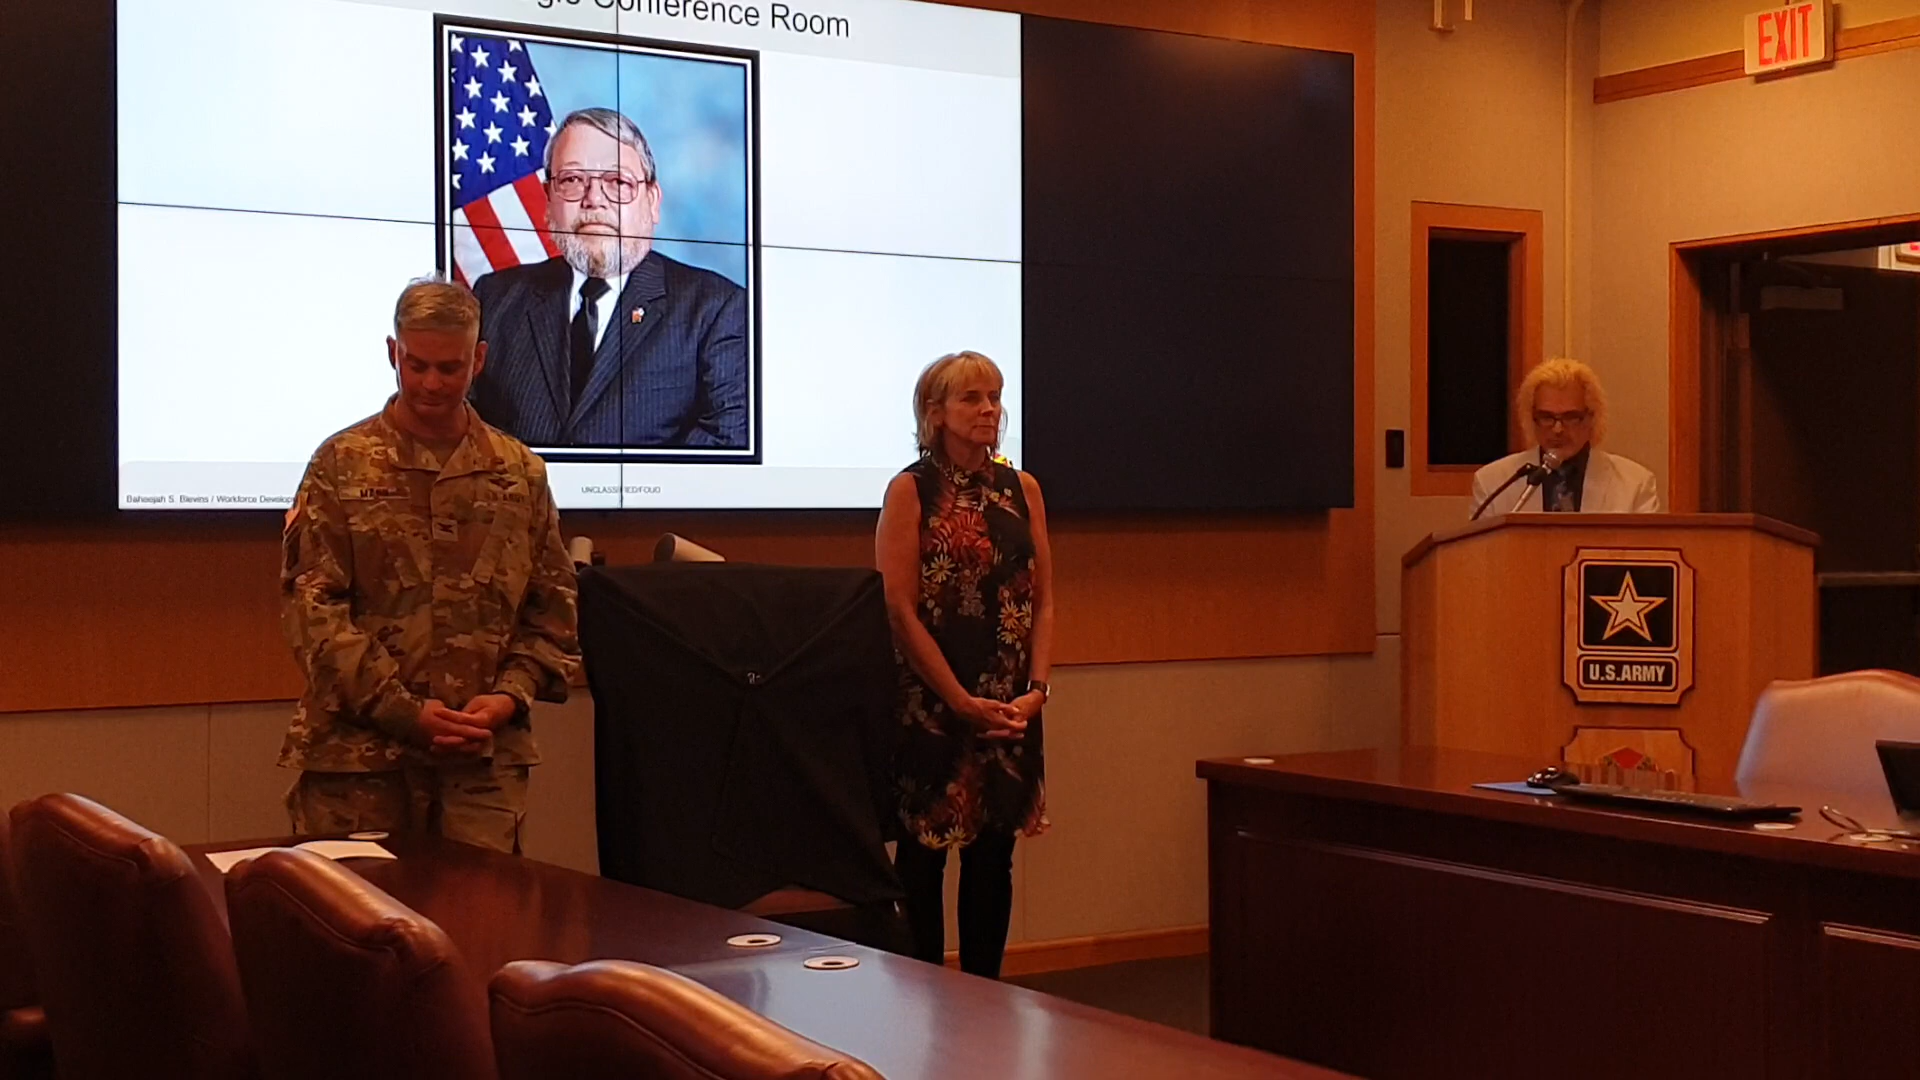 Conference Room
EXIT
Baheejah S. Blevins / Workforce Develop
UNCLASSIFIED/FOUO
U.S. ARMY
U.S.ARMY